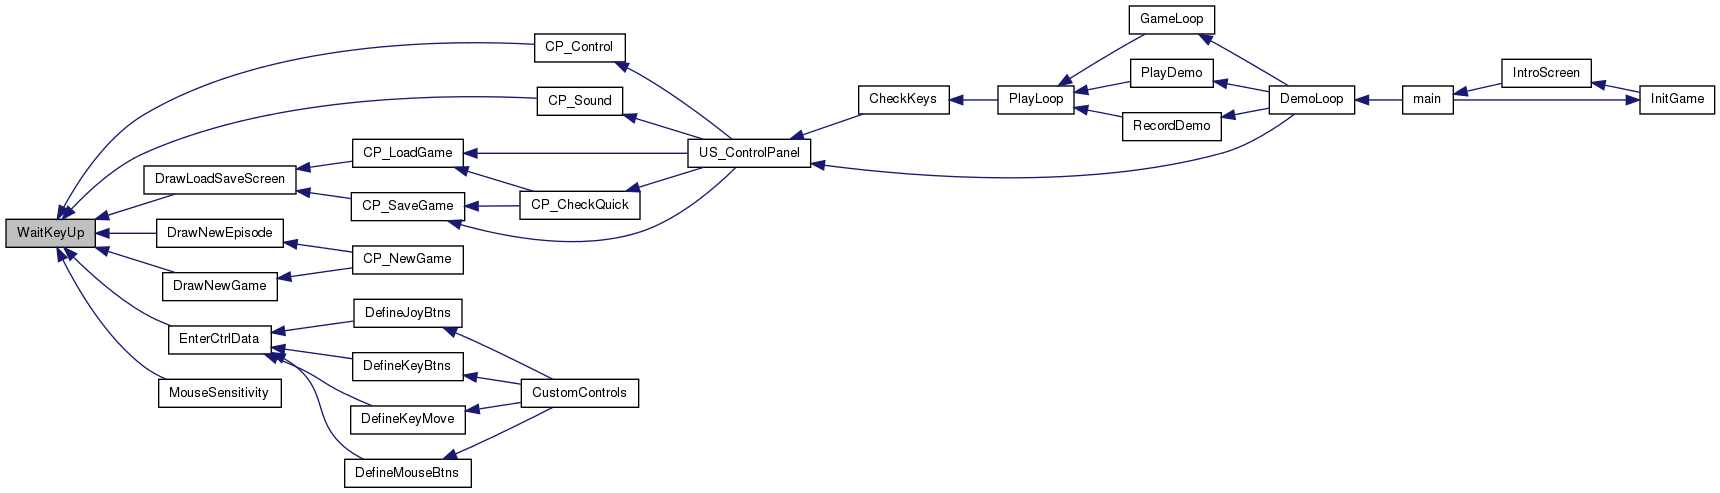 GameLoop
CP_Control
PlayDemo
IntroScreen
CP_Sound
CheckKeys
PlayLoop
DemoLoop
main
InitGame
RecordDemo
CP_LoadGame
US_ControlPanel
DrawLoadSaveScreen
CP_SaveGame
CP_CheckQuick
WaitKeyUp
DrawNewEpisode
CP_NewGame
DrawNewGame
DefineJoyBtns
EnterCtrlData
DefineKeyBtns
MouseSensitivity
CustomControls
DefineKeyMove
DefineMouseBtns